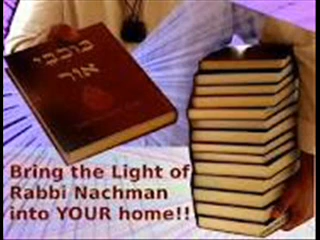 כוכבי
אור
Bring the Light of
Rabbi Nachman
into YOUR home!!